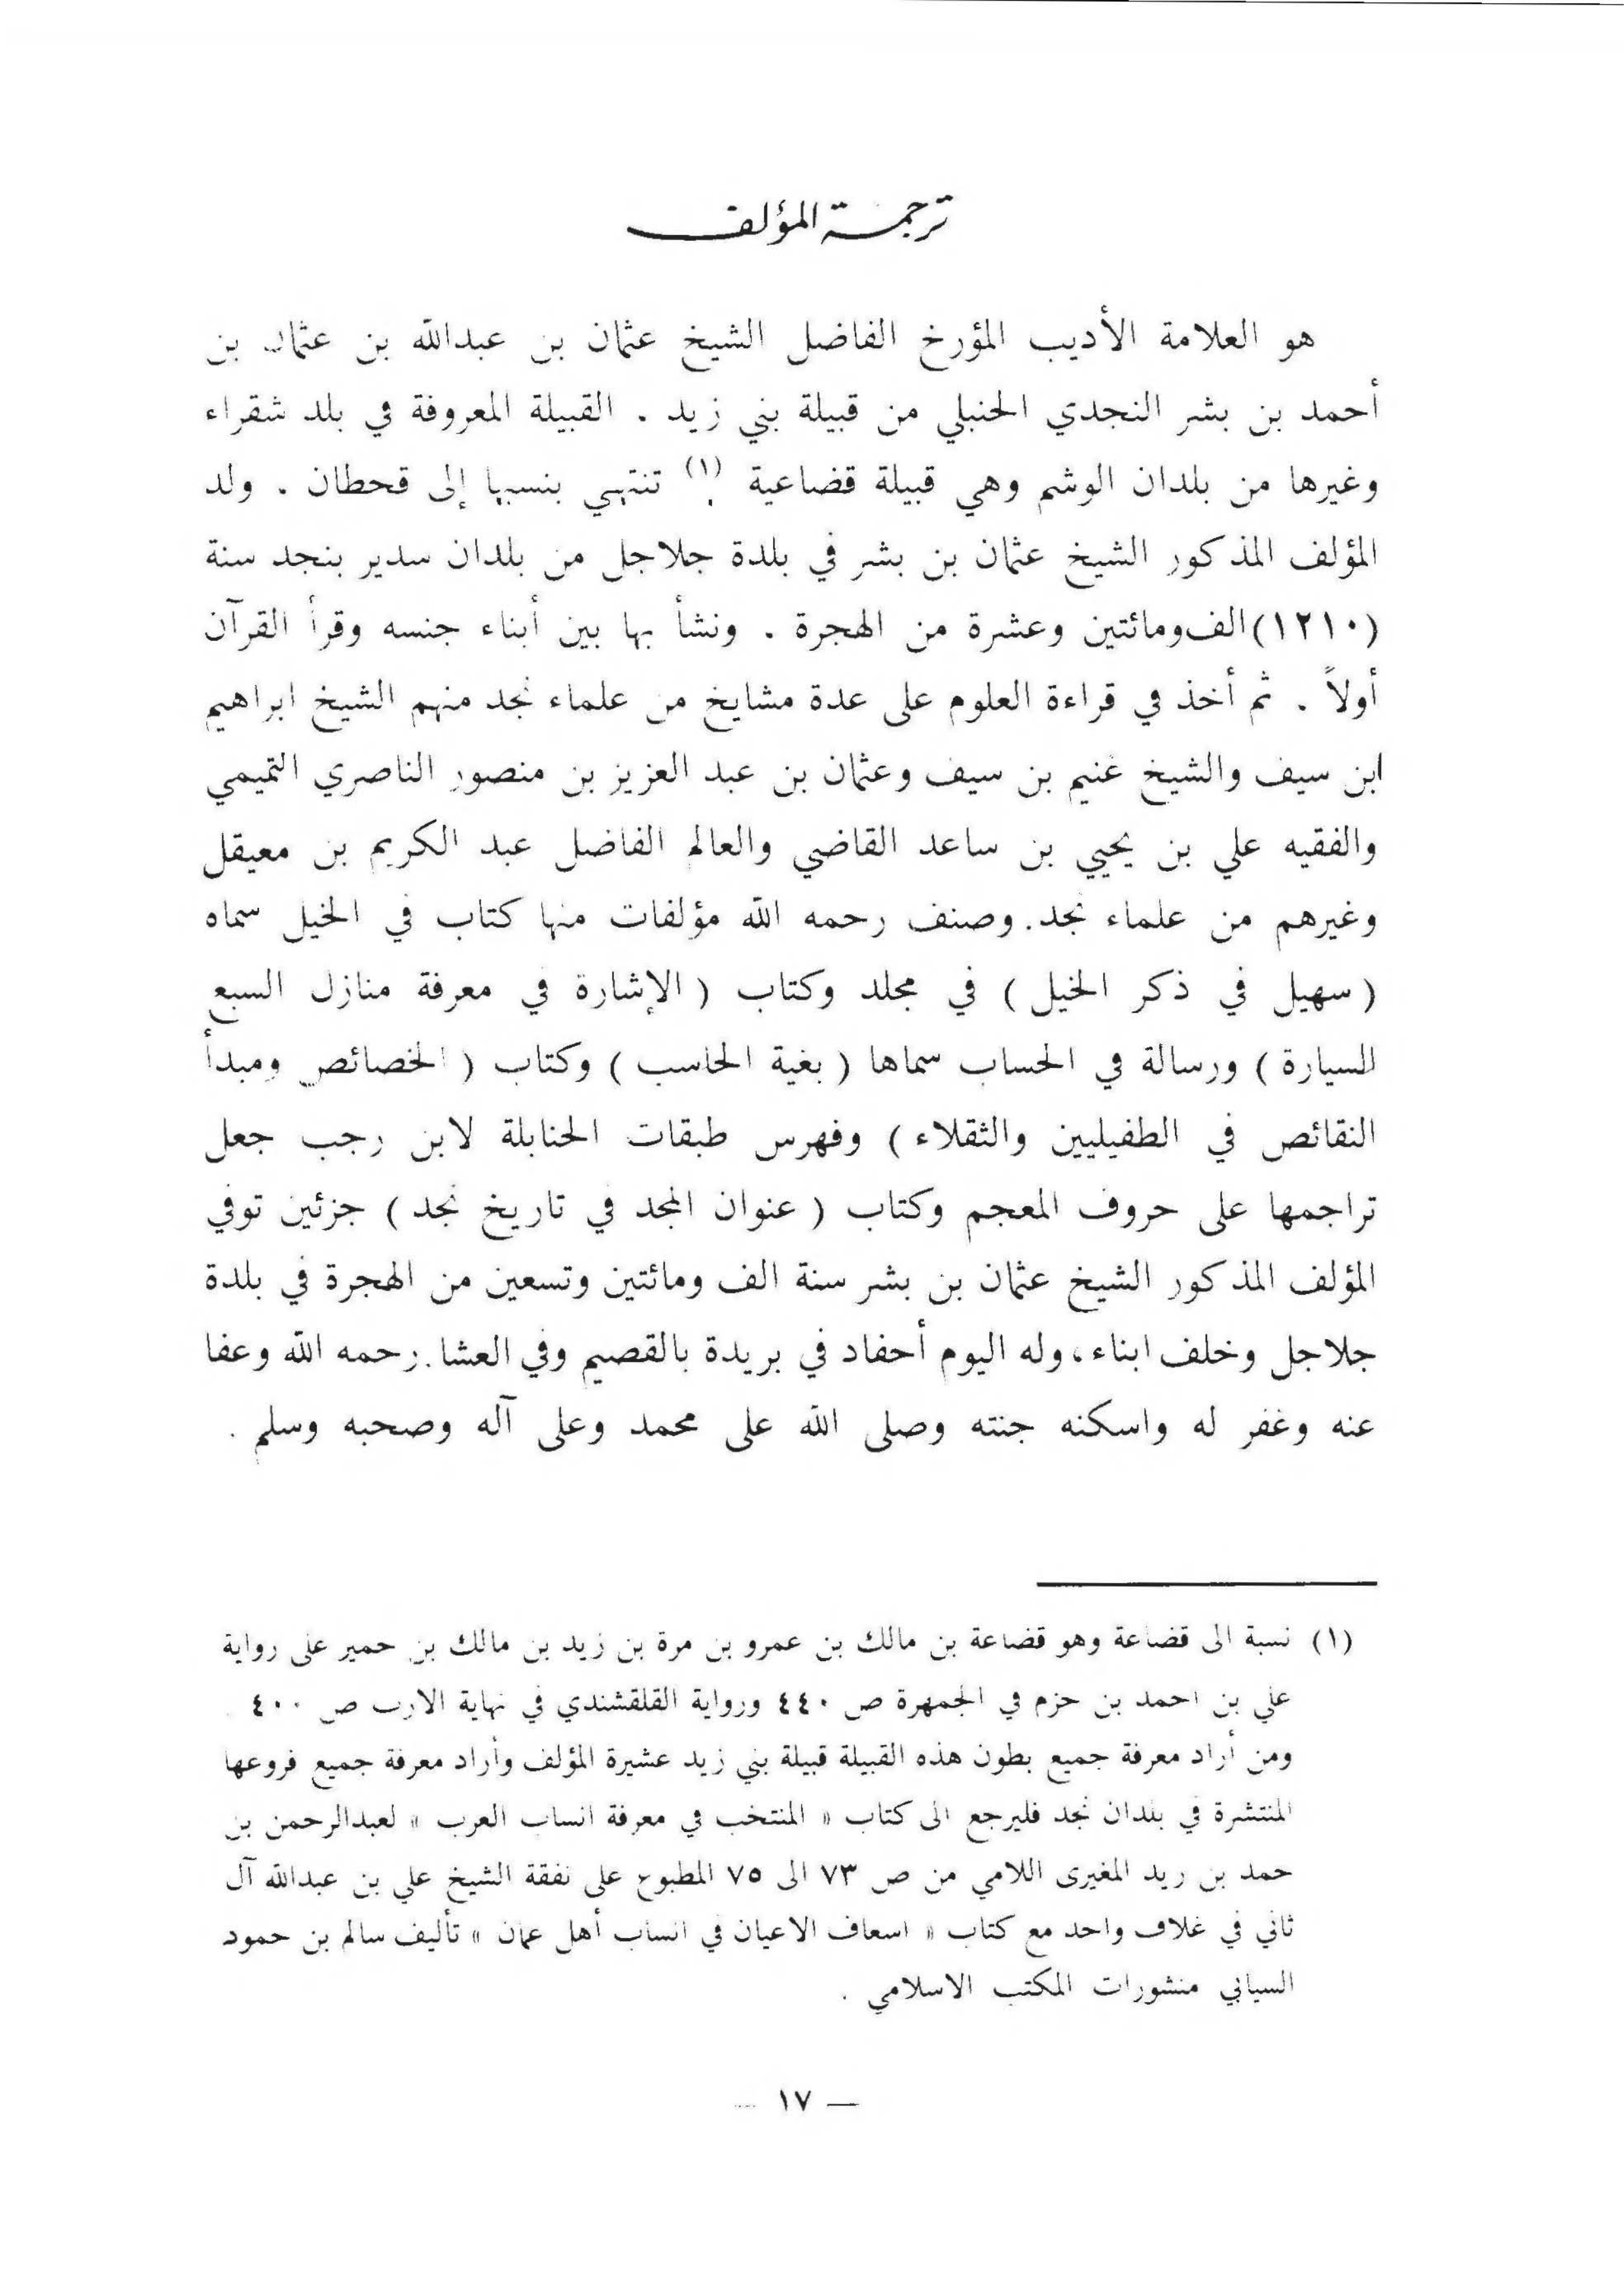 ترجمة المؤلف
هو العلامة الأديب المؤرخ الفاضل الشيخ عثمان بن عبدالله بن عثمان بن
أحمد بن بشر النجدي الحنبلي من قبيلة بني زيد . القبيلة المعروفة في بلد شقراء
وغيرها من بلدان الوشم وهي قبيلة قضاعية (١) تنتهي بنسبها إلى قحطان . ولد
المؤلف المذكور الشيخ عثمان بن بشر في بلدة جلاجل من بلدان سدير بنجد سنة
(١٢١٠) الف ومائتين وعشرة من الهجرة . ونشأ بها بين أبناء جنسه وقرأ القرآن
أولاً . ثم أخذ في قراءة العلوم على عدة مشايخ من علماء نجد منهم الشيخ ابراهيم
ابن سيف والشيخ غنيم بن سيف وعثمان بن عبد العزيز بن منصور الناصري التميمي
والفقيه علي بن يحيي بن ساعد القاضي والعالم الفاضل عبد الكريم بن معيقل
وغيرهم من علماء نجد. وصنف رحمه الله مؤلفات منها كتاب في الخيل سماه
( سهيل في ذكر الخيل ) في مجلد وكتاب ( الإشارة في معرفة منازل السبع
السيارة ) ورسالة في الحساب سماها ( بغية الحاسب ) وكتاب ( الخصائص ومبدأ
النقائص في الطفيليين والثقلاء ) وفهرس طبقات الحنابلة لابن رجب جعل
تراجمها على حروف المعجم وكتاب ( عنوان المجد في تاريخ نجد ) جزئين توفي
المؤلف المذكور الشيخ عثمان بن بشر سنة الف ومائتين وتسعين من الهجرة في بلدة
جلاجل وخلف ابناء، وله اليوم أحفاد في بريدة بالقصيم وفي العشا. رحمه الله وعفا
عنه وغفر له واسكنه جنته وصلى الله على محمد وعلى آله وصحبه وسلم .
(١) نسبة الى قضاعة وهو قضاعة بن مالك بن عمرو بن مرة بن زيد بن مالك بن حمير على رواية
علي بن احمد بن حزم في الجمهرة ص ٤٤٠ ورواية القلقشندي في نهاية الارب ص ٤٠٠
ومن أراد معرفة جميع بطون هذه القبيلة قبيلة بني زيد عشيرة المؤلف وأراد معرفة جميع فروعها
المنتشرة في بلدان نجد فليرجع الى كتاب « المنتخب في معرفة انساب العرب » لعبدالرحمن بن
حمد بن زيد المغيرى اللامي من ص ٧٣ الى ٧٥ المطبوع على نفقة الشيخ علي بن عبدالله آل
ثاني في غلاف واحد مع كتاب « اسعاف الاعيان في انساب أهل عمان » تأليف سالم بن حمود
السيابي منشورات المكتب الاسلامي .
— ١٧ —